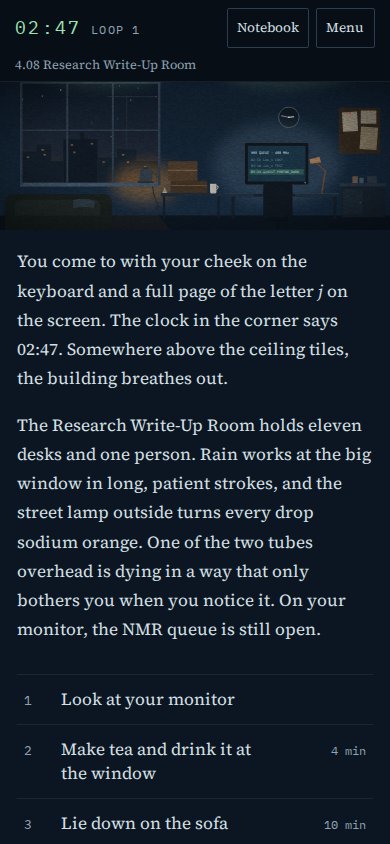 02:47 LOOP 1
Notebook
Menu
4.08 Research Write-Up Room
You come to with your cheek on the
keyboard and a full page of the letter j on
the screen. The clock in the corner says
02:47. Somewhere above the ceiling tiles,
the building breathes out.
The Research Write-Up Room holds eleven
desks and one person. Rain works at the big
window in long, patient strokes, and the
street lamp outside turns every drop
sodium orange. One of the two tubes
overhead is dying in a way that only
bothers you when you notice it. On your
monitor, the NMR queue is still open.
1 Look at your monitor
2 Make tea and drink it at 4 min
the window
3 Lie down on the sofa 10 min